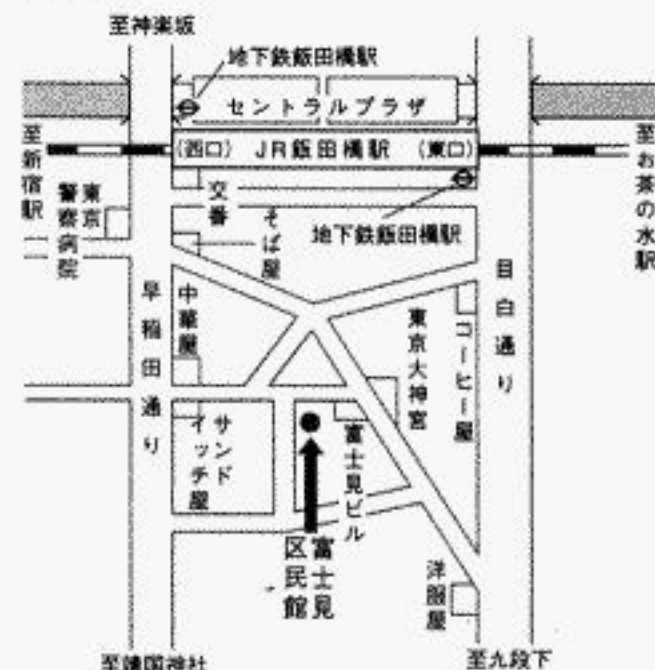 至神楽坂
地下鉄飯田橋駅
セントラルプラザ
至新宿駅
(西口) JR飯田橋駅 (東口)
至お茶の水駅
東京
警察病院
交番
そば屋
地下鉄飯田橋駅
目白通り
早稲田通り
中華屋
東京大神宮
コーヒー屋
サンド
イッチ屋
富士見ビル
富士見
区民館
洋服屋
至靖国神社
至九段下